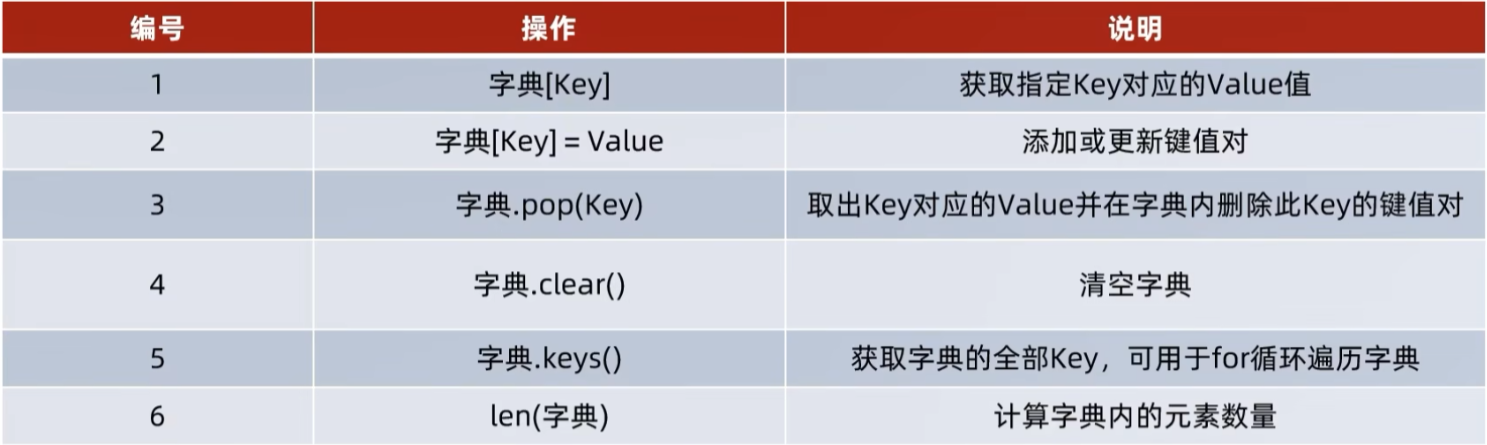 编号 操作 说明
1 字典[Key] 获取指定Key对应的Value值
2 字典[Key] = Value 添加或更新键值对
3 字典.pop(Key) 取出Key对应的Value并在字典内删除此Key的键值对
4 字典.clear() 清空字典
5 字典.keys() 获取字典的全部Key，可用于for循环遍历字典
6 len(字典) 计算字典内的元素数量